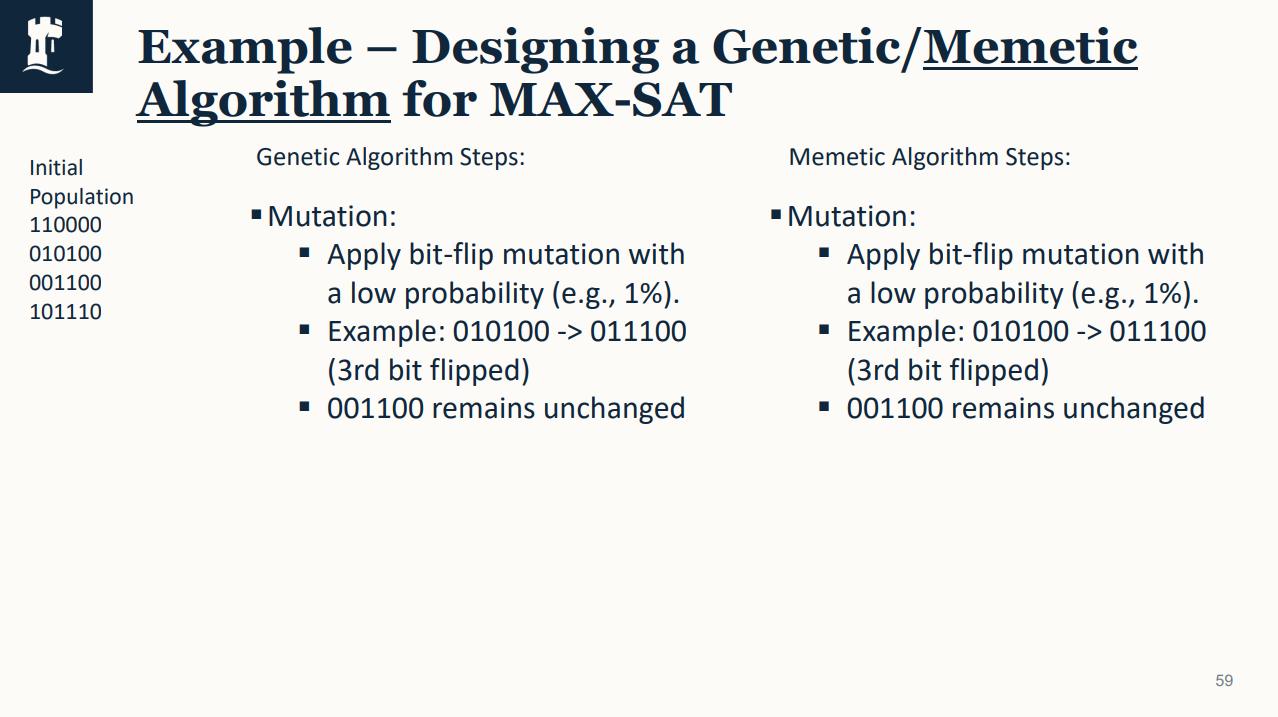 Example – Designing a Genetic/Memetic
Algorithm for MAX-SAT
Initial
Population
110000
010100
001100
101110
Genetic Algorithm Steps:
▪ Mutation:
▪ Apply bit-flip mutation with
a low probability (e.g., 1%).
▪ Example: 010100 -> 011100
(3rd bit flipped)
▪ 001100 remains unchanged
Memetic Algorithm Steps:
▪ Mutation:
▪ Apply bit-flip mutation with
a low probability (e.g., 1%).
▪ Example: 010100 -> 011100
(3rd bit flipped)
▪ 001100 remains unchanged
59